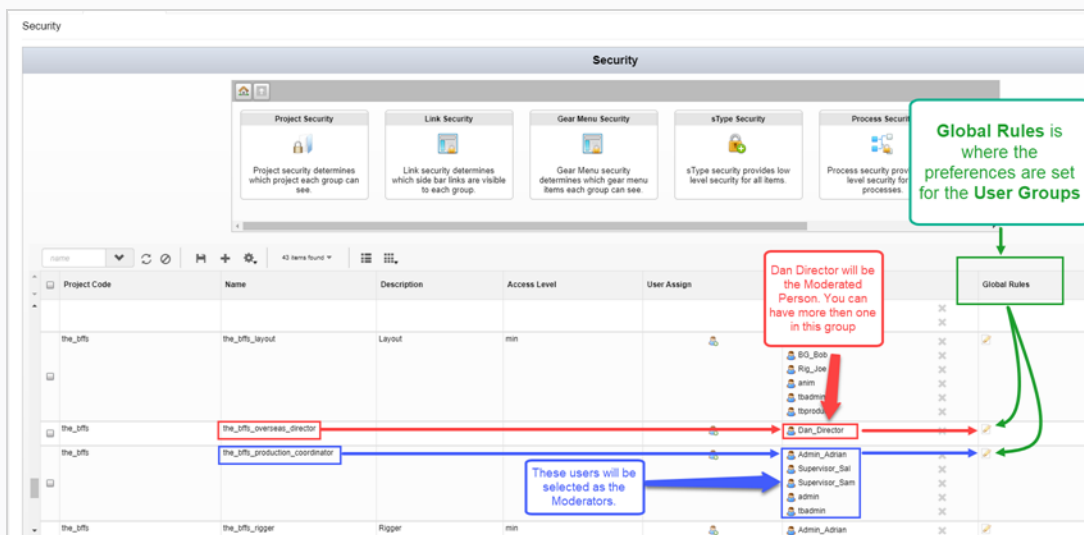 Security
Security
Project Security
Project security determines
which project each group can
see.
Link Security
Link security determines
which side bar links are visible
to each group.
Gear Menu Security
Gear Menu security
determines which gear menu
items each group can see.
sType Security
sType security provides low
level security for all items.
Process Securit
Process security prov
level security for
processes.
Global Rules is
where the
preferences are set
for the User Groups
name
43 items found
Project Code
Name
Description
Access Level
User Assign
Global Rules
Dan Director will be
the Moderated
Person. You can
have more then one
in this group
the_bffs
the_bffs_layout
Layout
min
BG_Bob
Rig_Joe
anim
tbadmin
tbprodu
the_bffs
the_bffs_overseas_director
Dan_Director
the_bffs
the_bffs_production_coordinator
Admin_Adrian
Supervisor_Sal
Supervisor_Sam
admin
tbadmin
These users will be
selected as the
Moderators.
the_bffs
the_bffs_rigger
Rigger
min
Admin_Adrian